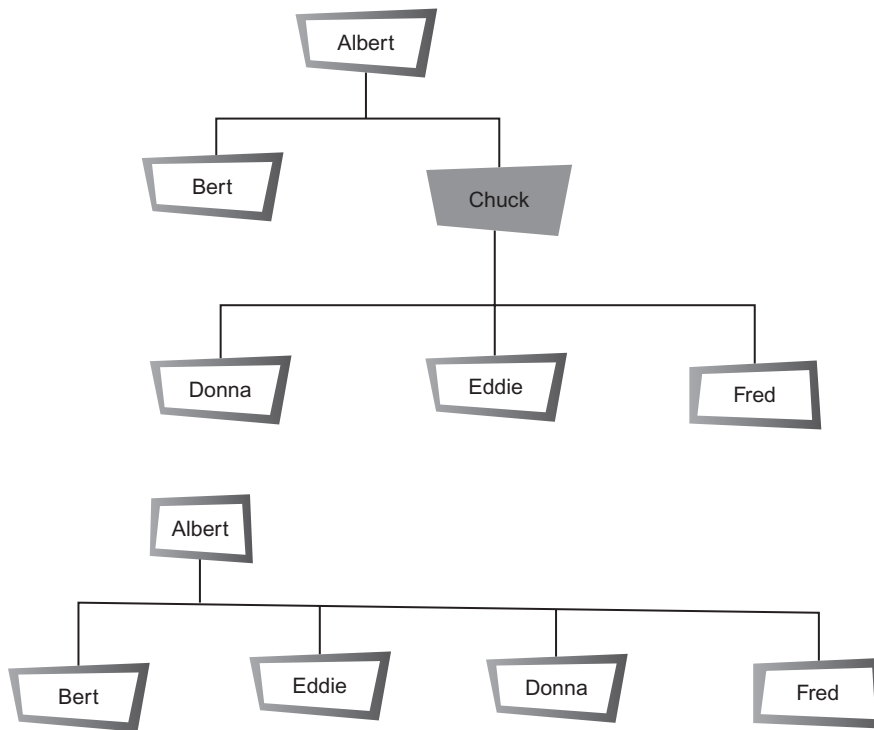 Albert
Bert
Chuck
Donna
Eddie
Fred
Albert
Bert
Eddie
Donna
Fred